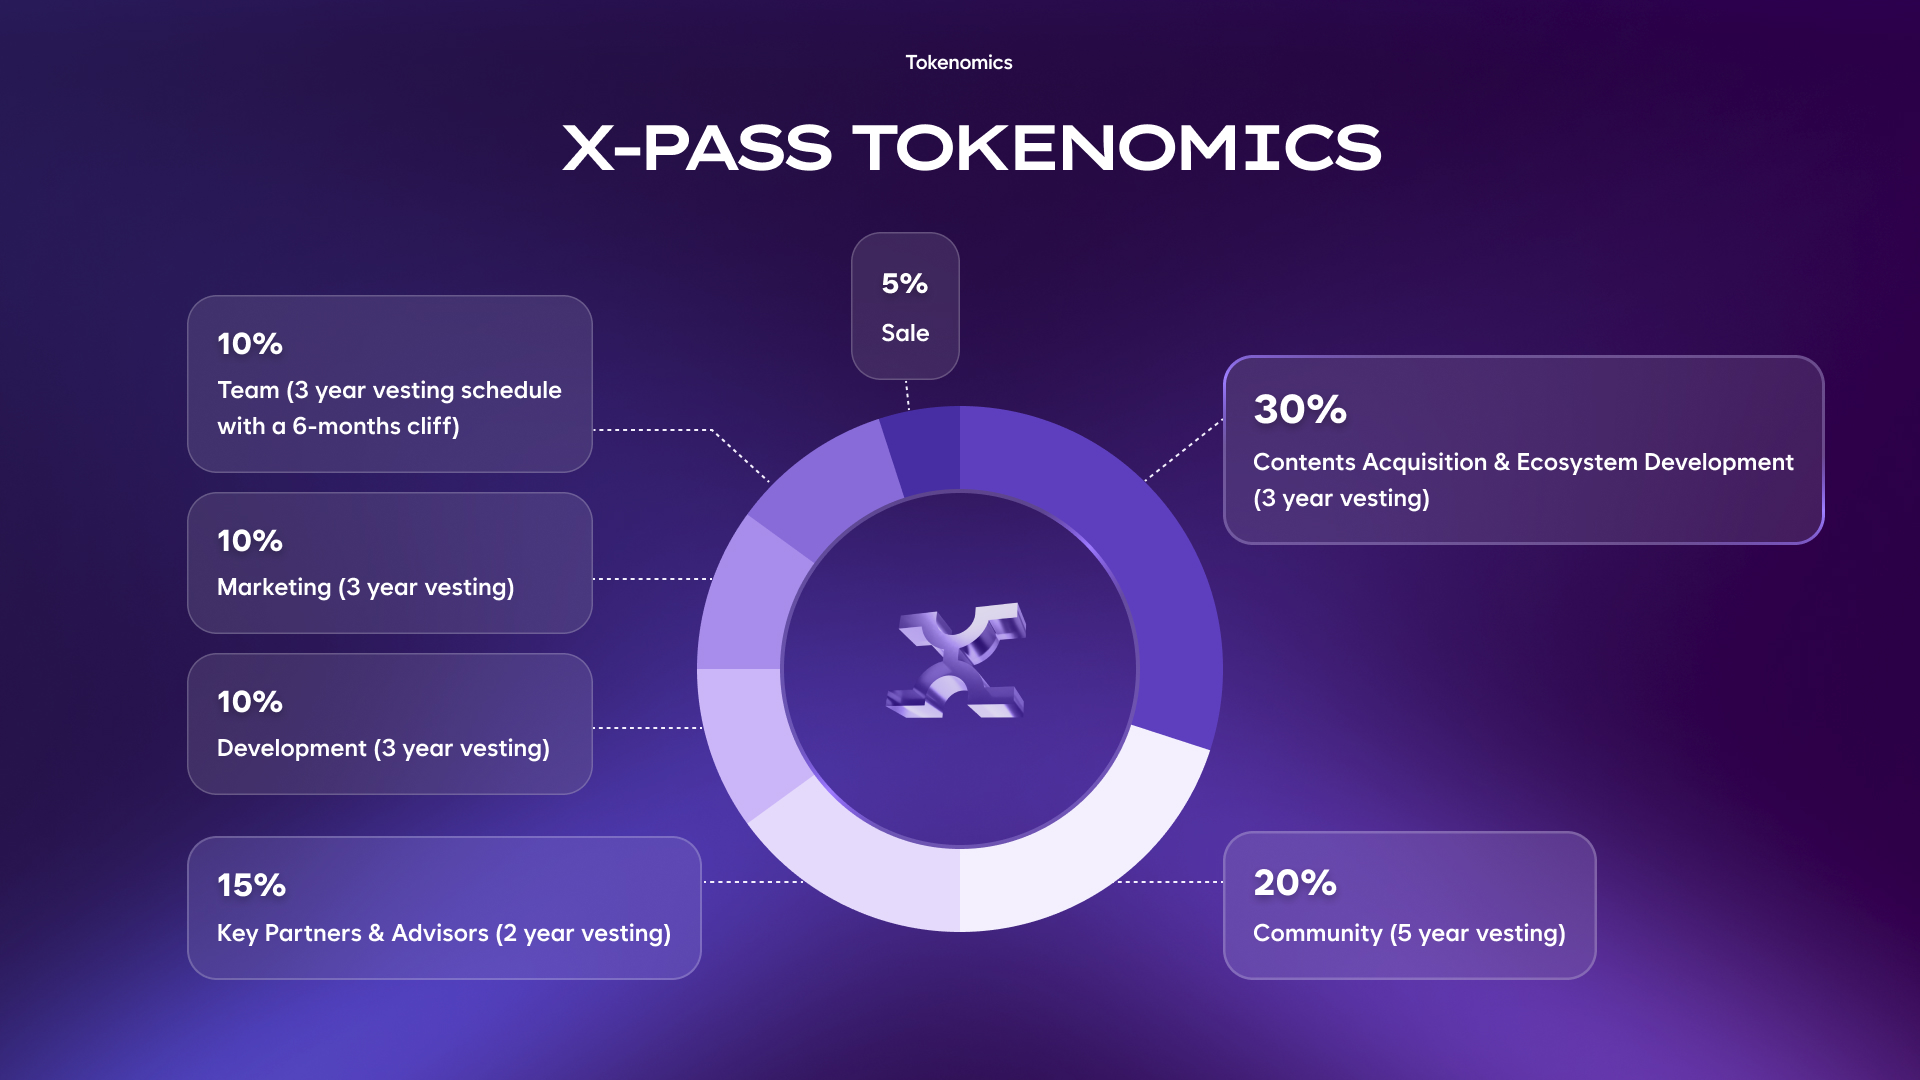 Tokenomics
X-PASS TOKENOMICS
5%
Sale
10%
Team (3 year vesting schedule
with a 6-months cliff)
10%
Marketing (3 year vesting)
10%
Development (3 year vesting)
15%
Key Partners & Advisors (2 year vesting)
30%
Contents Acquisition & Ecosystem Development
(3 year vesting)
20%
Community (5 year vesting)